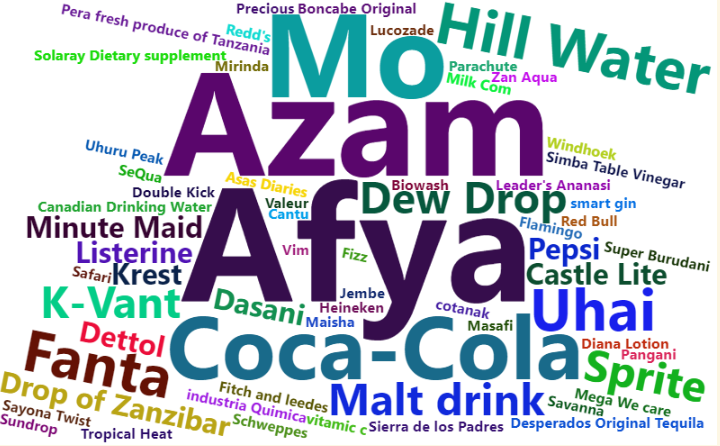 Precious Boncabe Original
Pera fresh produce of Tanzania
Redd's
Mo
Lucozade
Hill Water
Solaray Dietary supplement
Mirinda
Parachute
Zan Aqua
Milk Com
Azam
Windhoek
Uhuru Peak
Simba Table Vinegar
SeQua
Asas Diaries
Biowash
Leader's Ananasi
Double Kick
Valeur
Dew Drop
smart gin
Canadian Drinking Water
Cantu
Afya
Red Bull
Minute Maid
Flamingo
Listerine
Vim
Fizz
Pepsi
Super Burudani
Safari
Krest
Castle Lite
K-Vant
Dasani
Jembe
Heineken
cotanak
Uhai
Maisha
Masafi
Dettol
Coca-Cola
Diana Lotion
Fanta
Pangani
Sprite
Drop of Zanzibar
Fitch and leedes
Malt drink
Mega We care
industria Quimica
Savanna
Sayona Twist
vitamic c
Sundrop
Schweppes
Sierra de los Padres
Desperados Original Tequila
Tropical Heat